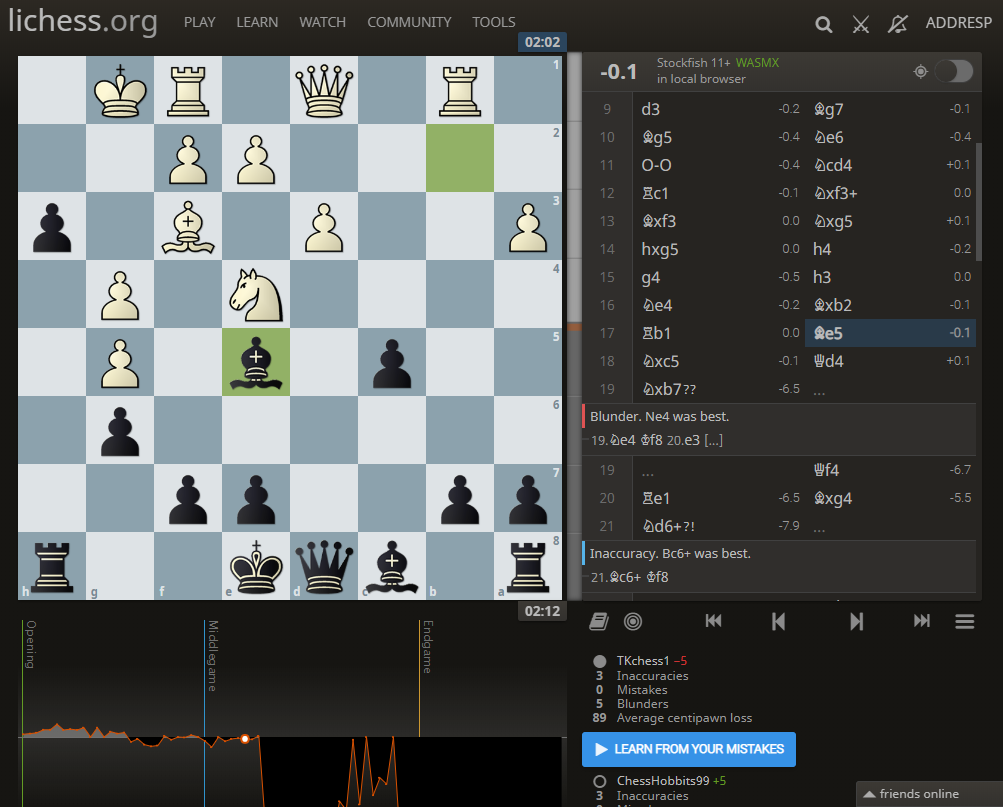 lichess.org PLAY LEARN WATCH COMMUNITY TOOLS ADDRESP
02:02
1
2
3
4
5
6
7
8
h g f e d c b a
02:12
-0.1 Stockfish 11+ WASMX
in local browser
9 d3 -0.2 ♗g7 -0.1
10 ♗g5 -0.4 ♘e6 -0.4
11 O-O -0.4 ♘cd4 +0.1
12 ♖c1 -0.1 ♘xf3+ 0.0
13 ♗xf3 0.0 ♘xg5 +0.1
14 hxg5 0.0 h4 -0.2
15 g4 -0.5 h3 0.0
16 ♘e4 -0.2 ♗xb2 -0.1
17 ♖b1 0.0 ♗e5 -0.1
18 ♘xc5 -0.1 ♕d4 +0.1
19 ♘xb7?? -6.5 ...
Blunder. Ne4 was best.
19.♘e4 ♔f8 20.e3 [...]
19 ... ♕f4 -6.7
20 ♖e1 -6.5 ♗xg4 -5.5
21 ♘d6+?! -7.9 ...
Inaccuracy. Bc6+ was best.
21.♗c6+ ♔f8
Opening
Middlegame
Endgame
TKchess1 −5
3 Inaccuracies
0 Mistakes
5 Blunders
89 Average centipawn loss
LEARN FROM YOUR MISTAKES
ChessHobbits99 +5
3 Inaccuracies
friends online